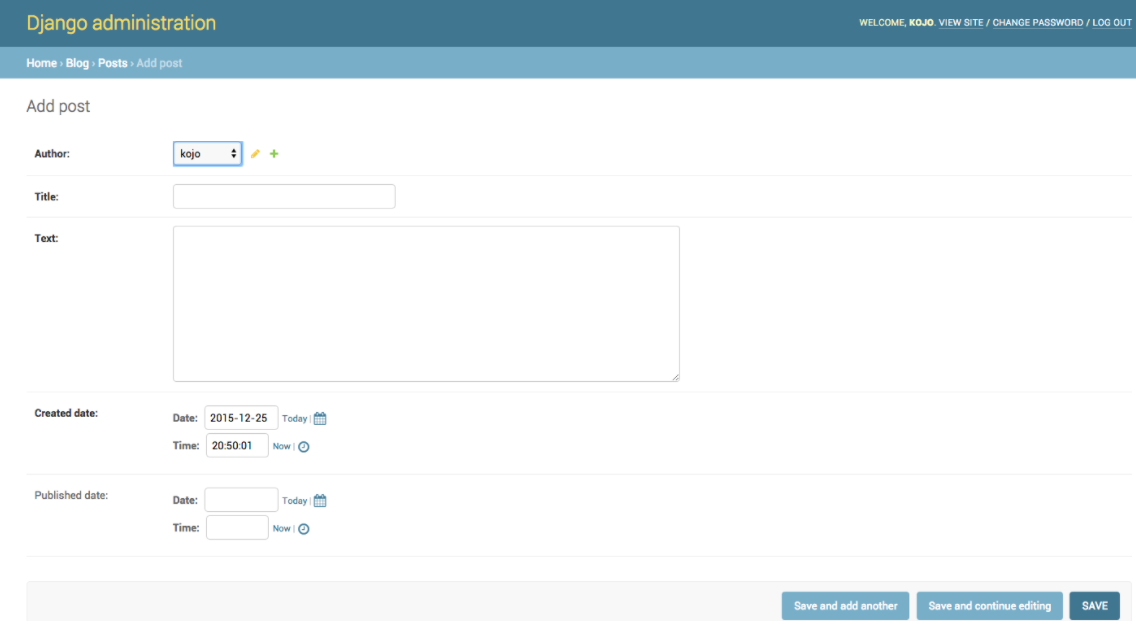 Django administration
WELCOME, KOJO. VIEW SITE / CHANGE PASSWORD / LOG OUT
Home › Blog › Posts › Add post
Add post
Author: kojo
Title:
Text:
Created date:
Date: 2015-12-25 Today |
Time: 20:50:01 Now |
Published date:
Date: Today |
Time: Now |
Save and add another Save and continue editing SAVE